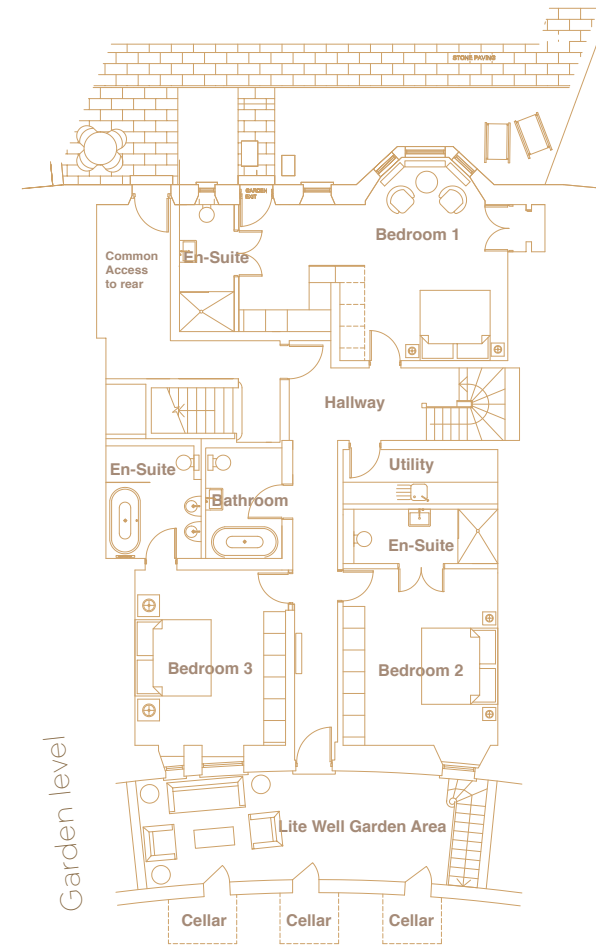 STONE PAVING
GARDEN
EXIT
Bedroom 1
En-Suite
Common
Access
to rear
Hallway
En-Suite
Utility
Bathroom
En-Suite
Bedroom 3
Bedroom 2
Garden level
Lite Well Garden Area
Cellar
Cellar
Cellar